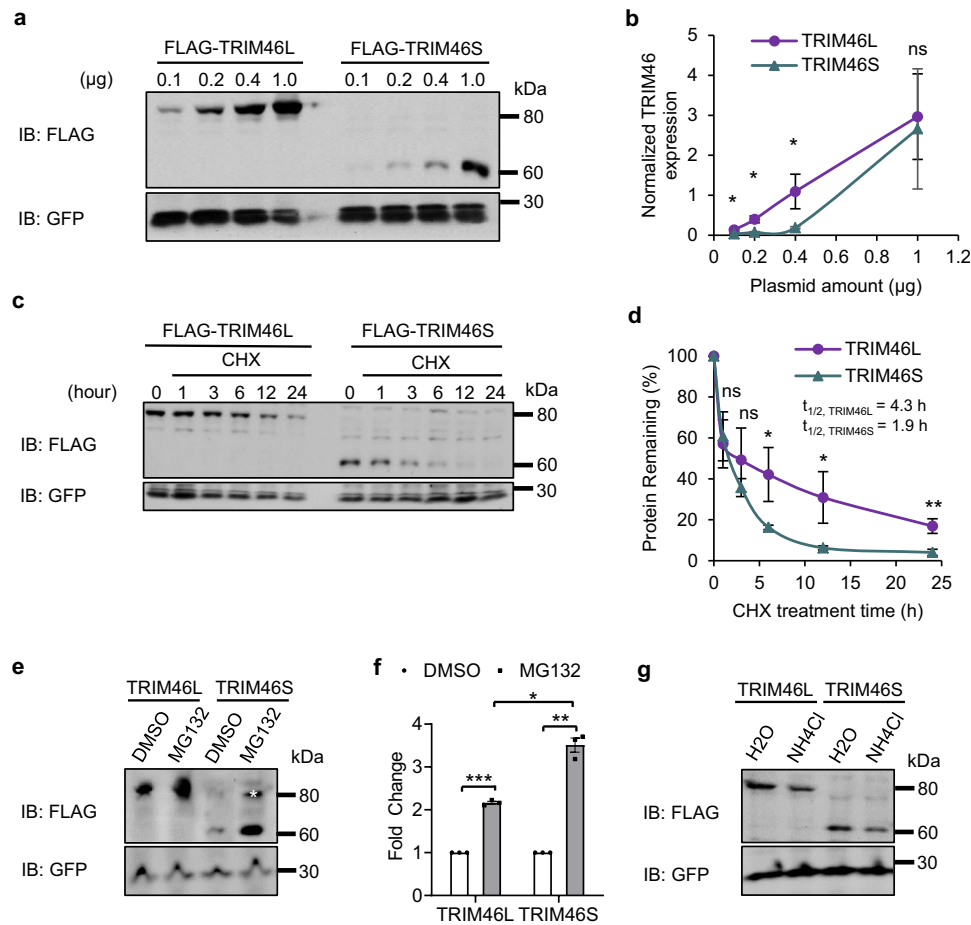 a
FLAG-TRIM46L FLAG-TRIM46S
(µg) 0.1 0.2 0.4 1.0 0.1 0.2 0.4 1.0 kDa
IB: FLAG 80
60
IB: GFP 30
b
TRIM46L
TRIM46S
Normalized TRIM46
expression
5
4
3
2
1
0
* * * ns
0 0.2 0.4 0.6 0.8 1 1.2
Plasmid amount (µg)
c
FLAG-TRIM46L FLAG-TRIM46S
CHX CHX
(hour) 0 1 3 6 12 24 0 1 3 6 12 24 kDa
IB: FLAG 80
60
IB: GFP 30
d
TRIM46L
TRIM46S
t1/2, TRIM46L = 4.3 h
t1/2, TRIM46S = 1.9 h
Protein Remaining (%)
100
80
60
40
20
0
ns ns * * **
0 5 10 15 20 25
CHX treatment time (h)
e
TRIM46L TRIM46S
DMSO MG132 DMSO MG132 kDa
IB: FLAG * 80
60
IB: GFP 30
f
DMSO MG132
Fold Change
4
3
2
1
0
*** ** *
TRIM46L TRIM46S
g
TRIM46L TRIM46S
H2O NH4Cl H2O NH4Cl kDa
IB: FLAG 80
60
IB: GFP 30